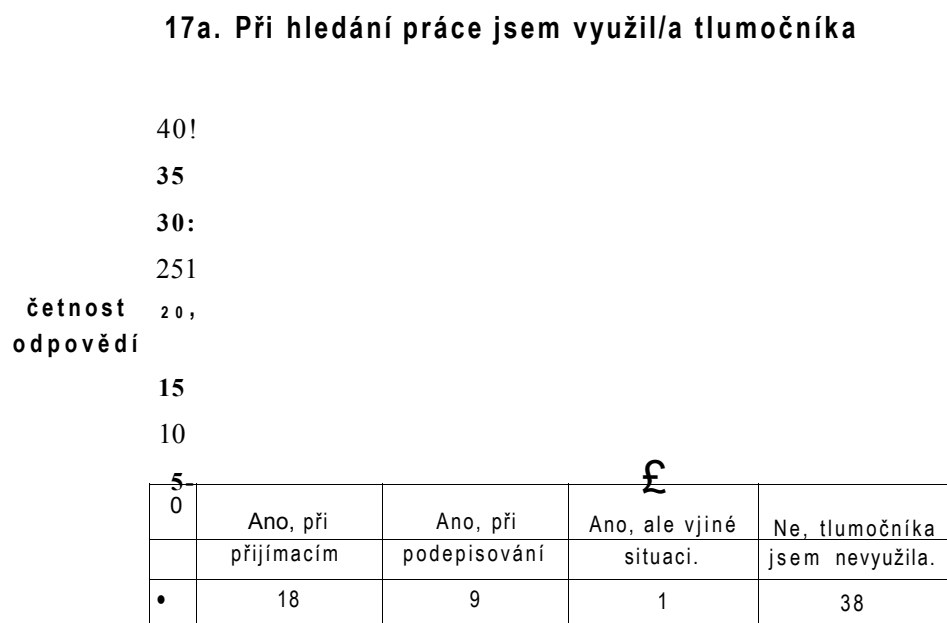 17a. Při hledání práce jsem využil/a tlumočníka
40!
35
30:
251
četnost 20,
odpovědí
15
10
5-
£
0
Ano, při Ano, při Ano, ale vjiné Ne, tlumočníka
přijímacím podepisování situaci. jsem nevyužila.
• 18 9 1 38